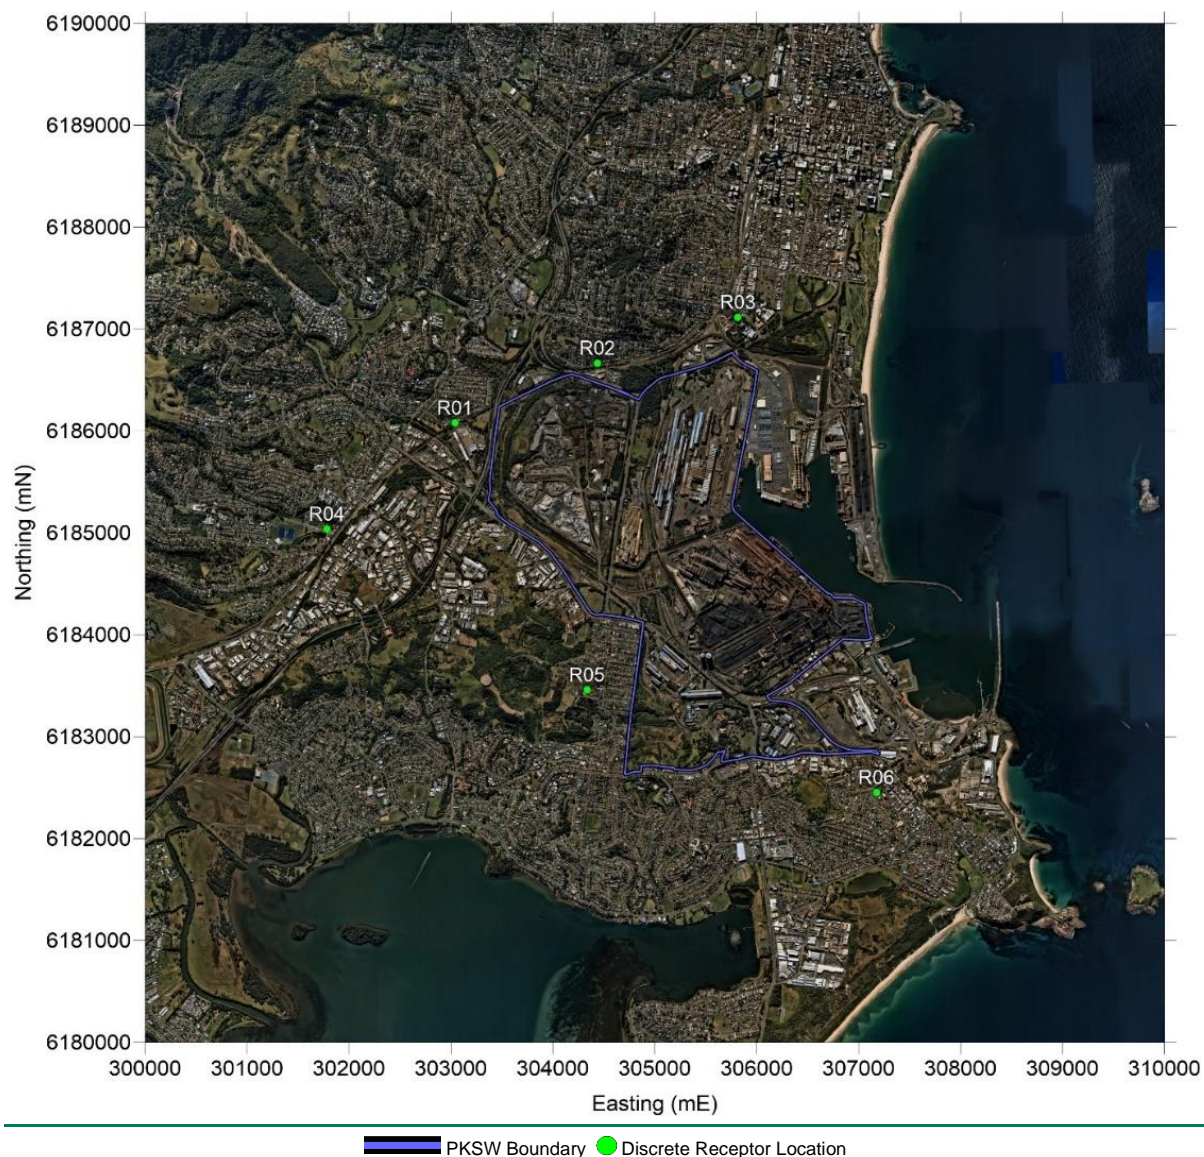 6190000
6189000
6188000
6187000
6186000
6185000
6184000
6183000
6182000
6181000
6180000
Northing (mN)
R03
R02
R01
R04
R05
R06
300000 301000 302000 303000 304000 305000 306000 307000 308000 309000 310000
Easting (mE)
PKSW Boundary Discrete Receptor Location